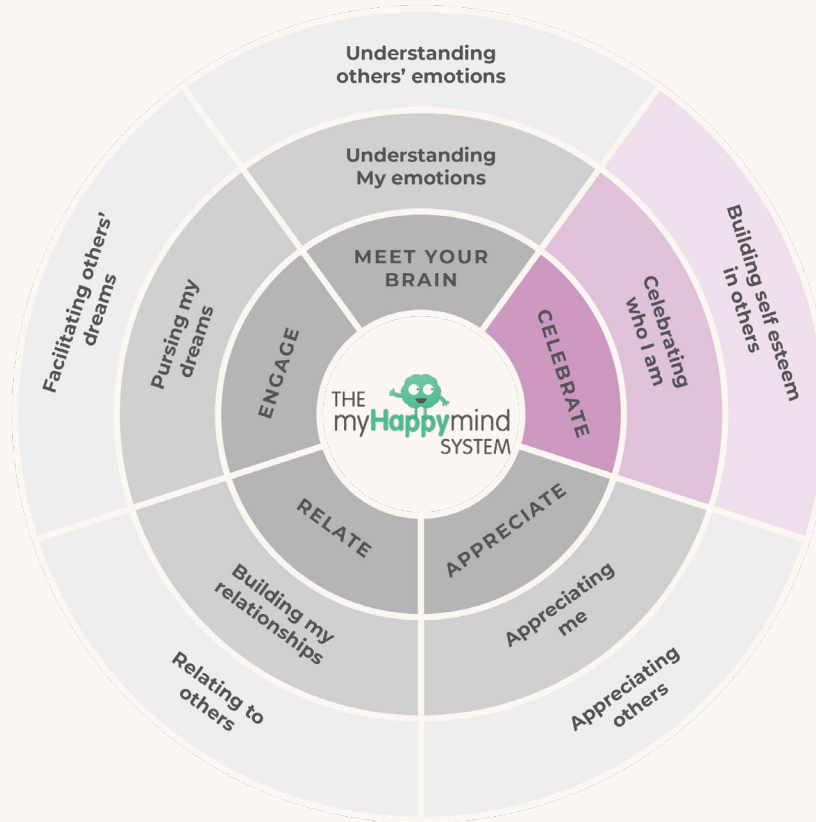 Understanding
others’ emotions
Understanding
My emotions
MEET YOUR
BRAIN
CELEBRATE
Celebrating
who I am
Building self esteem
in others
APPRECIATE
Appreciating
me
Appreciating
others
RELATE
Building my
relationships
Relating to
others
ENGAGE
Pursing my
dreams
Facilitating others’
dreams
THE
myHappymind
SYSTEM